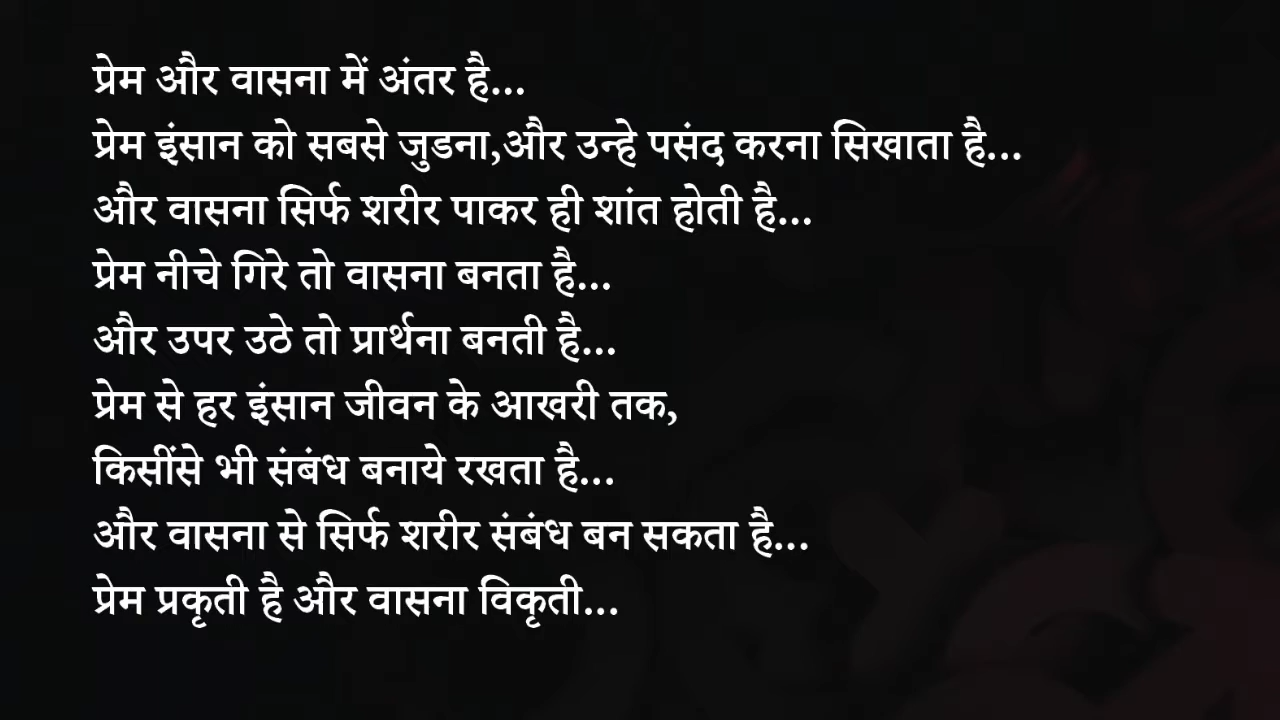 प्रेम और वासना में अंतर है...
प्रेम इंसान को सबसे जुडना,और उन्हे पसंद करना सिखाता है...
और वासना सिर्फ शरीर पाकर ही शांत होती है...
प्रेम नीचे गिरे तो वासना बनता है...
और उपर उठे तो प्रार्थना बनती है...
प्रेम से हर इंसान जीवन के आखरी तक,
किसींसे भी संबंध बनाये रखता है...
और वासना से सिर्फ शरीर संबंध बन सकता है...
प्रेम प्रकृती है और वासना विकृती...